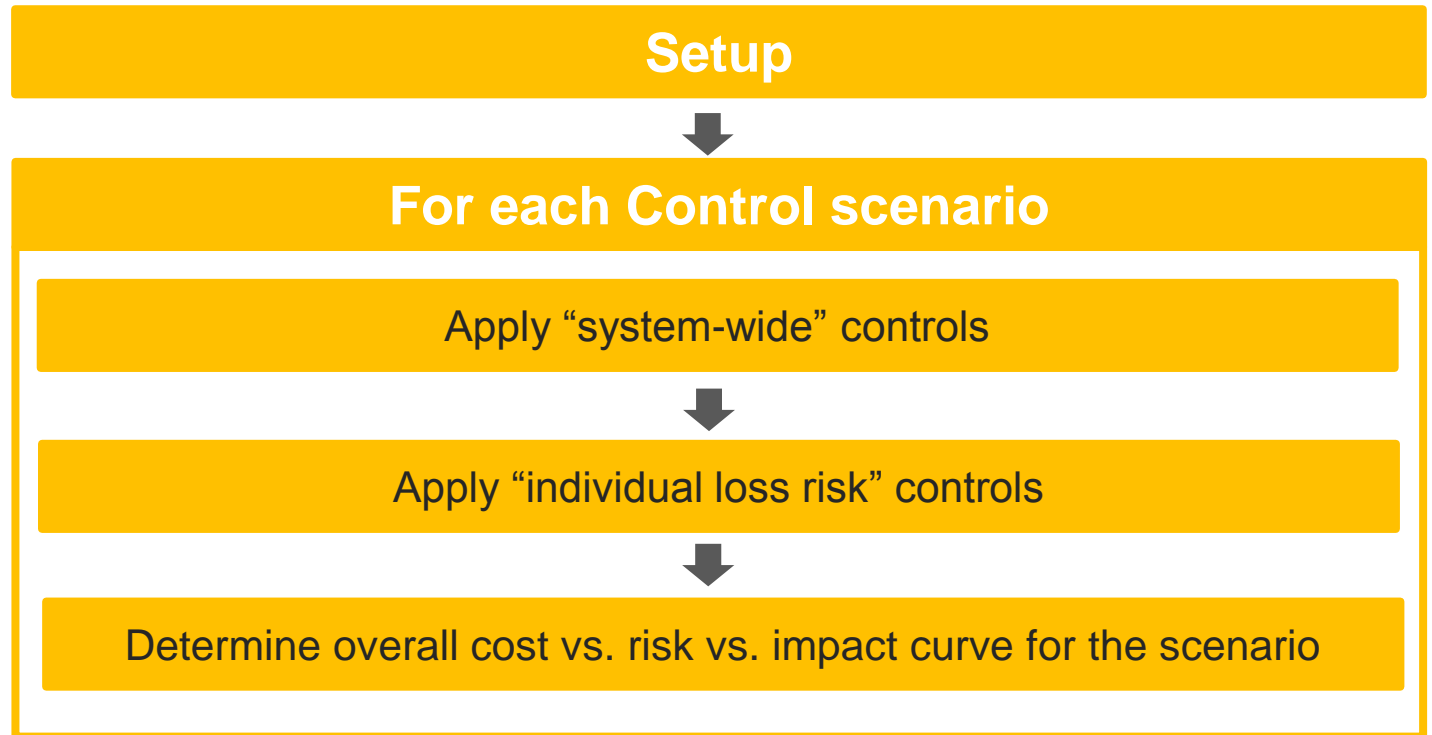 Setup
For each Control scenario
Apply “system-wide” controls
Apply “individual loss risk” controls
Determine overall cost vs. risk vs. impact curve for the scenario